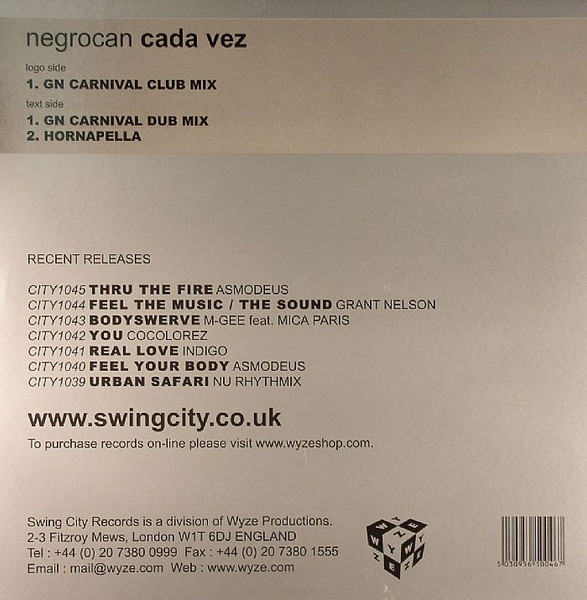 negrocan cada vez
logo side
1. GN CARNIVAL CLUB MIX
text side
1. GN CARNIVAL DUB MIX
2. HORNAPELLA
RECENT RELEASES
CITY1045 THRU THE FIRE ASMODEUS
CITY1044 FEEL THE MUSIC / THE SOUND GRANT NELSON
CITY1043 BODYSWERVE M-GEE feat. MICA PARIS
CITY1042 YOU COCOLOREZ
CITY1041 REAL LOVE INDIGO
CITY1040 FEEL YOUR BODY ASMODEUS
CITY1039 URBAN SAFARI NU RHYTHMIX
www.swingcity.co.uk
To purchase records on-line please visit www.wyzeshop.com.
Swing City Records is a division of Wyze Productions.
2-3 Fitzroy Mews, London W1T 6DJ ENGLAND
Tel : +44 (0) 20 7380 0999 Fax : +44 (0) 20 7380 1555
Email : mail@wyze.com Web : www.wyze.com
WYZE
5 030956 100467